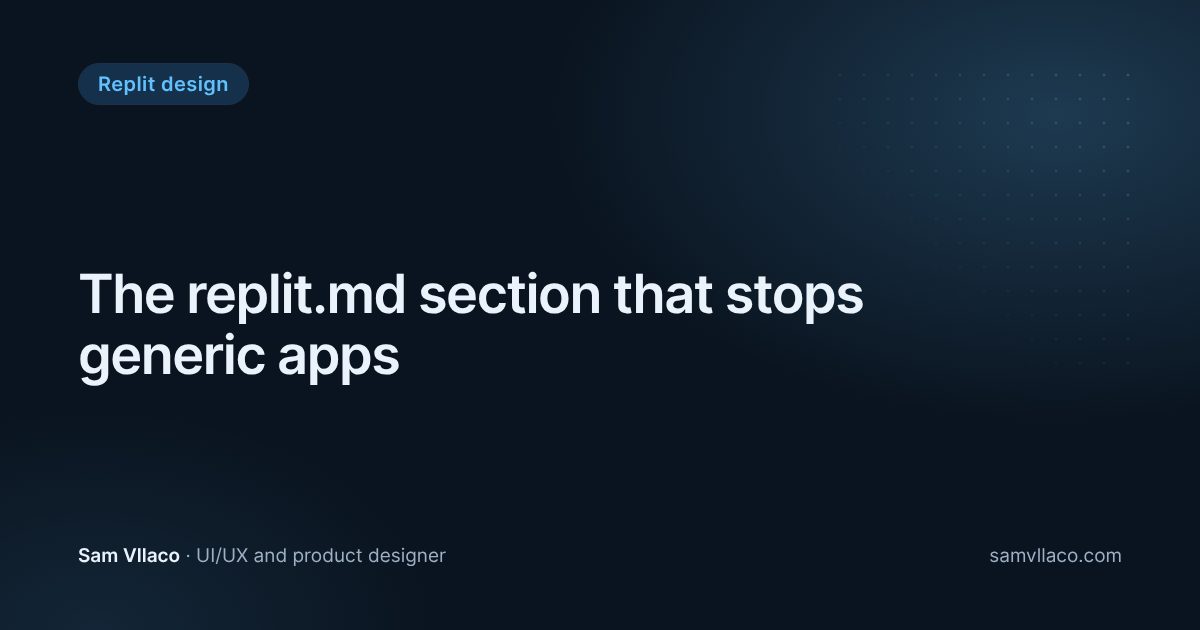 Replit design
The replit.md section that stops
generic apps
Sam Vllaco · UI/UX and product designer
samvllaco.com